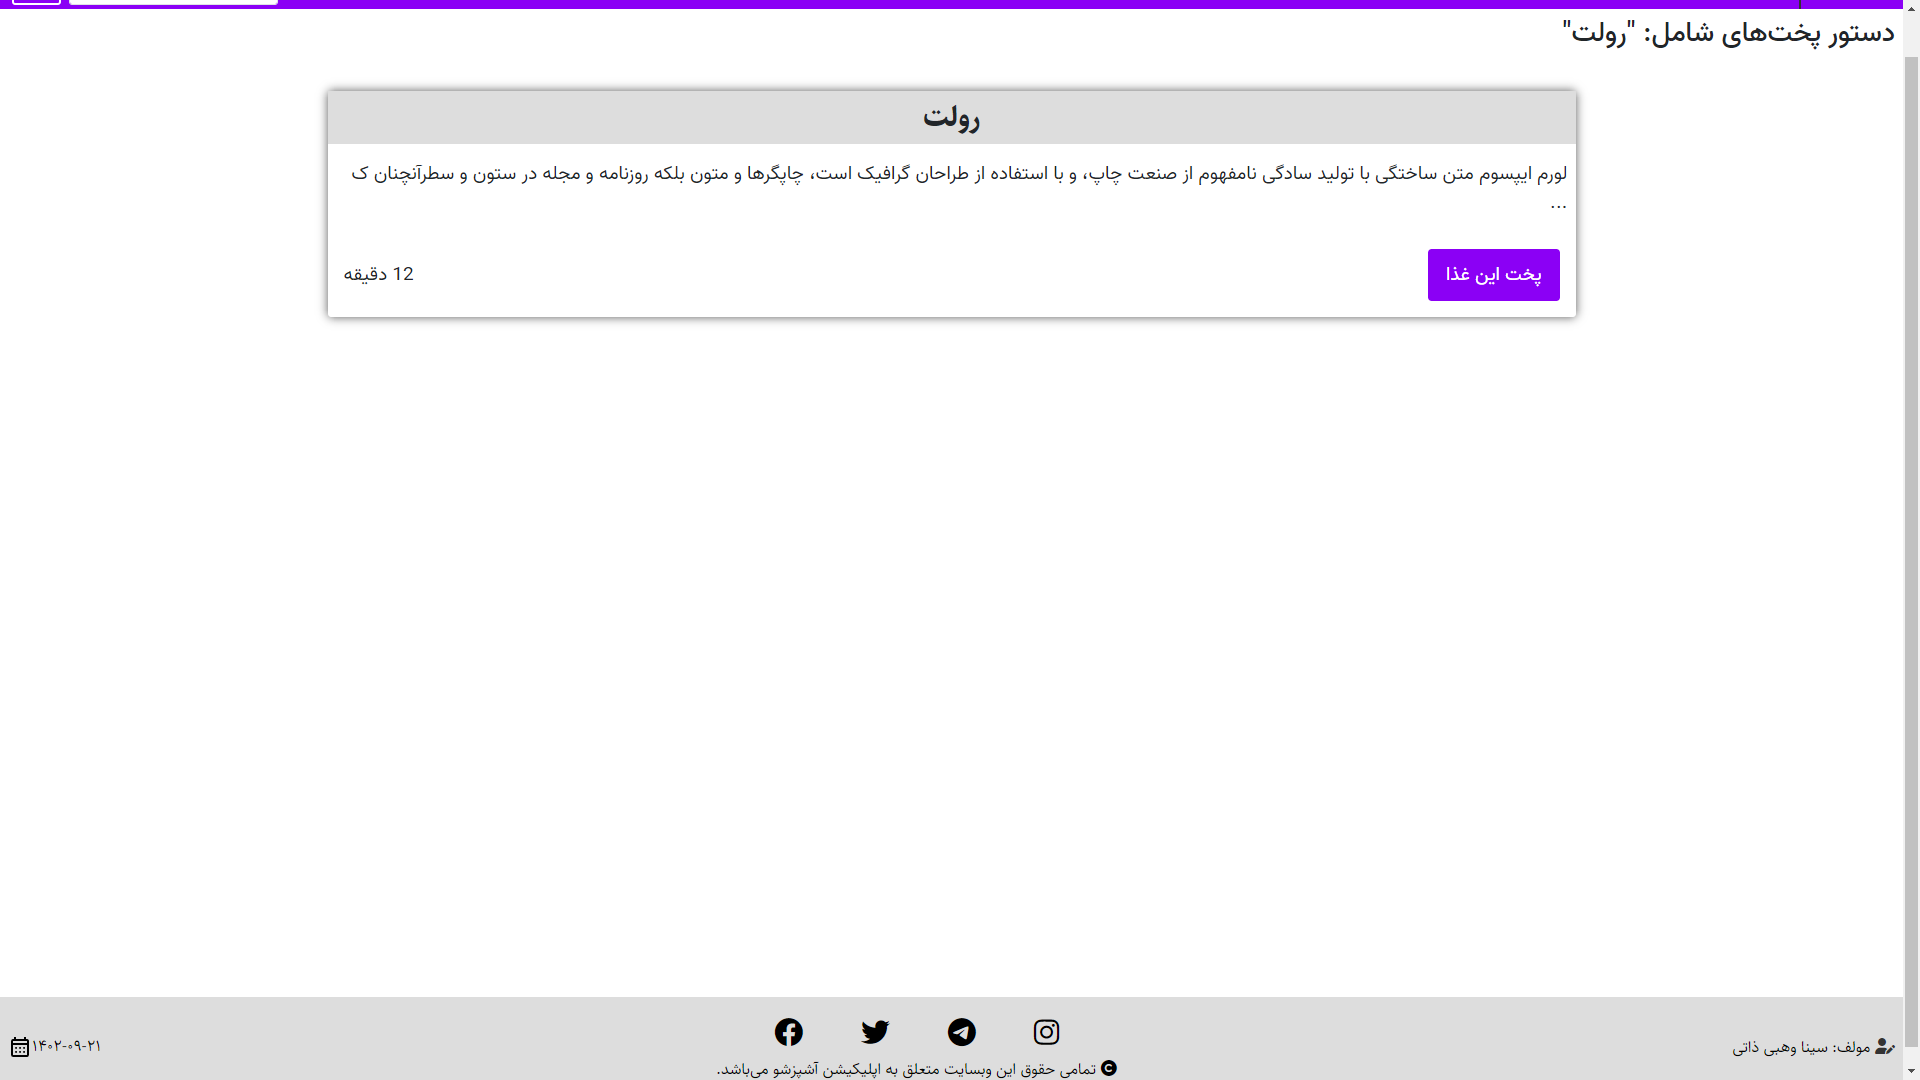 دستور پخت‌های شامل: "رولت"
رولت
لورم ایپسوم متن ساختگی با تولید سادگی نامفهوم از صنعت چاپ، و با استفاده از طراحان گرافیک است، چاپگرها و متون بلکه روزنامه و مجله در ستون و سطرآنچنان ک
...
پخت این غذا
12 دقیقه
مولف: سینا وهبی ذاتی
تمامی حقوق این وبسایت متعلق به اپلیکیشن آشپزشو می‌باشد.
۱۴۰۲-۰۹-۲۱